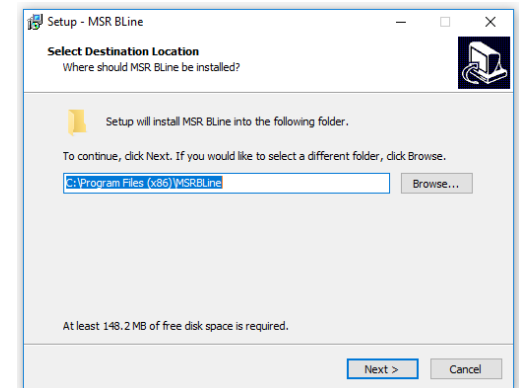 Setup - MSR BLine
Select Destination Location
Where should MSR BLine be installed?
Setup will install MSR BLine into the following folder.
To continue, click Next. If you would like to select a different folder, click Browse.
C:\Program Files (x86)\MSRBLine
Browse...
At least 148.2 MB of free disk space is required.
Next >
Cancel